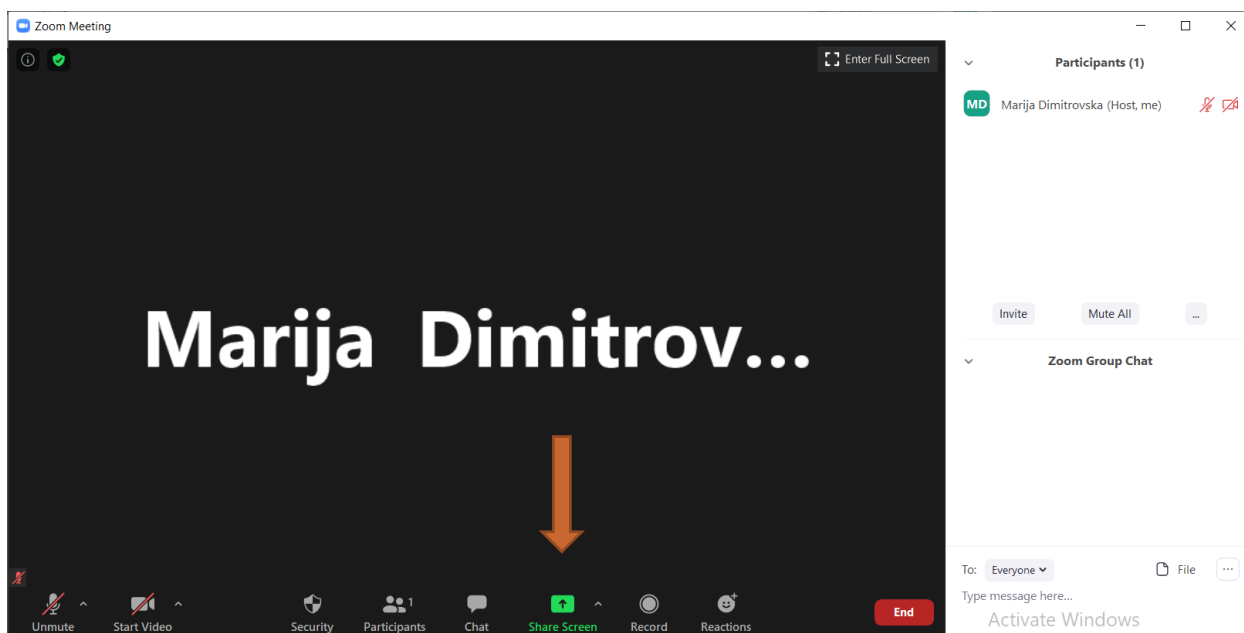 Zoom Meeting
Enter Full Screen
Participants (1)
MD Marija Dimitrovska (Host, me)
Marija Dimitrov...
Invite Mute All ...
Zoom Group Chat
To: Everyone File ...
Type message here...
Activate Windows
1
Unmute Start Video Security Participants Chat Share Screen Record Reactions End